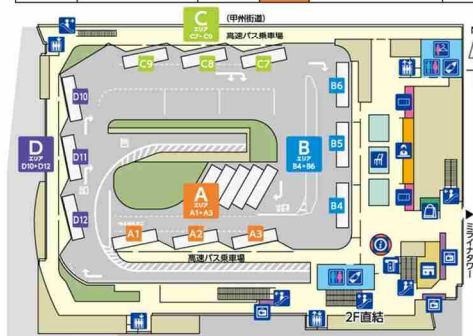 C
エリア
C7・C9
(甲州街道)
高速バス乗車場
C9
C8
C7
D10
D11
D12
D
エリア
D10・D12
B6
B5
B4
B
エリア
B4・B6
A
エリア
A1・A3
A1
A2
A3
高速バス乗車場
2F直結
ミライナタワー